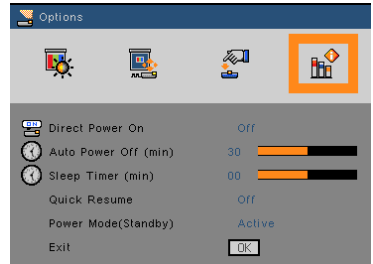 Options
ON
Direct Power On Off
Auto Power Off (min) 30
Sleep Timer (min) 00
Quick Resume Off
Power Mode(Standby) Active
Exit OK